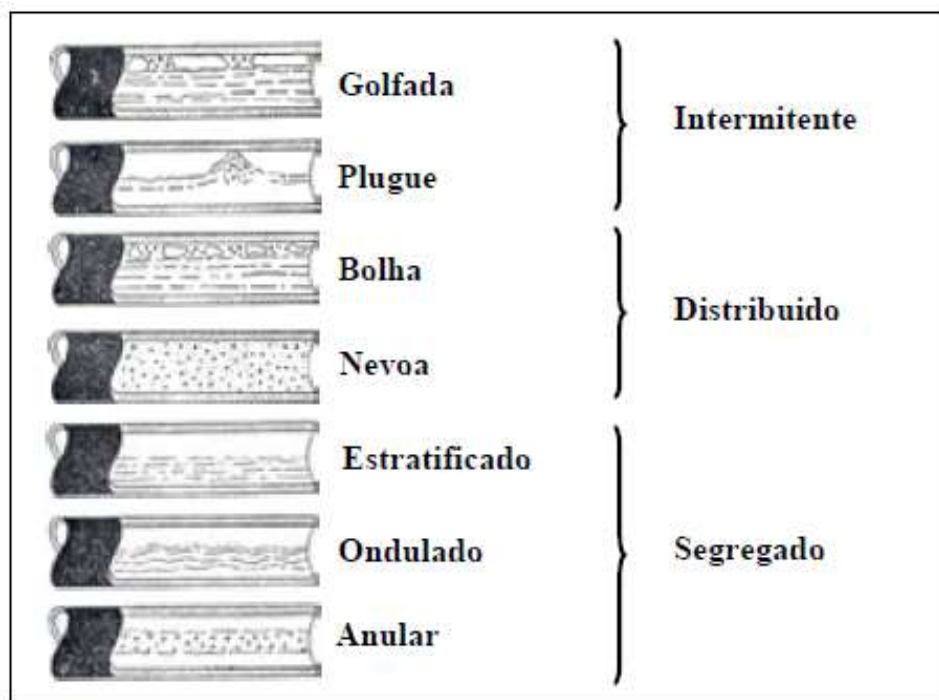 Golfada
Intermitente
Plugue
Bolha
Distribuido
Nevoa
Estratificado
Ondulado
Segregado
Anular